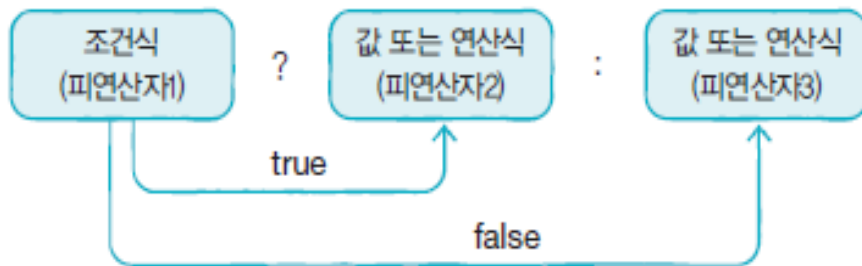 조건식
(피연산자1)
?
값 또는 연산식
(피연산자2)
:
값 또는 연산식
(피연산자3)
true
false